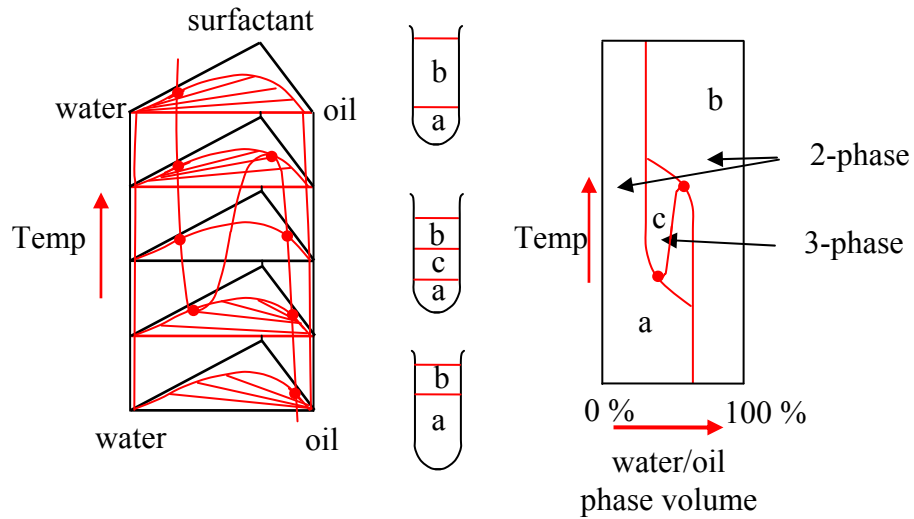 surfactant
water
oil
Temp
water
oil
b
a
b
c
a
b
a
b
c
a
Temp
2-phase
3-phase
0 %
100 %
water/oil
phase volume